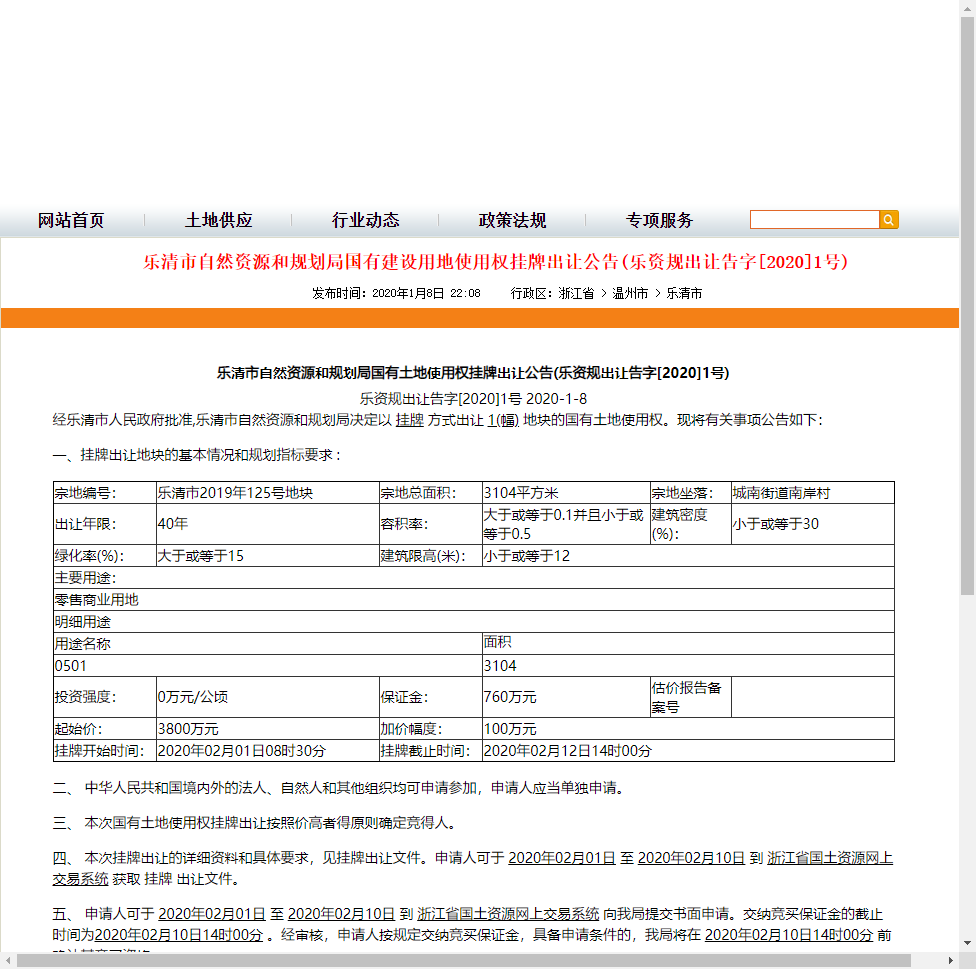 网站首页 土地供应 行业动态 政策法规 专项服务
乐清市自然资源和规划局国有建设用地使用权挂牌出让公告(乐资规出让告字[2020]1号)
发布时间：2020年1月8日 22:08 行政区：浙江省 > 温州市 > 乐清市
乐清市自然资源和规划局国有土地使用权挂牌出让公告(乐资规出让告字[2020]1号)
乐资规出让告字[2020]1号 2020-1-8
经乐清市人民政府批准,乐清市自然资源和规划局决定以 挂牌 方式出让 1(幅) 地块的国有土地使用权。现将有关事项公告如下：
一、挂牌出让地块的基本情况和规划指标要求：
宗地编号： 乐清市2019年125号地块 宗地总面积： 3104平方米 宗地坐落： 城南街道南岸村
出让年限： 40年 容积率： 大于或等于0.1并且小于或等于0.5 建筑密度(%)： 小于或等于30
绿化率(%)： 大于或等于15 建筑限高(米)： 小于或等于12
主要用途：
零售商业用地
明细用途
用途名称 面积
0501 3104
投资强度： 0万元/公顷 保证金： 760万元 估价报告备案号
起始价： 3800万元 加价幅度： 100万元
挂牌开始时间： 2020年02月01日08时30分 挂牌截止时间： 2020年02月12日14时00分
二、 中华人民共和国境内外的法人、自然人和其他组织均可申请参加，申请人应当单独申请。
三、 本次国有土地使用权挂牌出让按照价高者得原则确定竞得人。
四、 本次挂牌出让的详细资料和具体要求，见挂牌出让文件。申请人可于 2020年02月01日 至 2020年02月10日 到 浙江省国土资源网上
交易系统 获取 挂牌 出让文件。
五、 申请人可于 2020年02月01日 至 2020年02月10日 到 浙江省国土资源网上交易系统 向我局提交书面申请。交纳竞买保证金的截止
时间为2020年02月10日14时00分 。经审核，申请人按规定交纳竞买保证金，具备申请条件的，我局将在 2020年02月10日14时00分 前